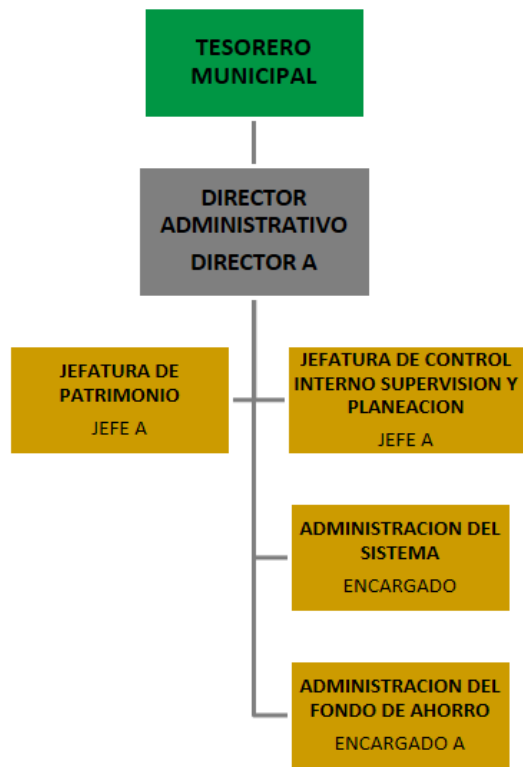 TESORERO
MUNICIPAL
DIRECTOR
ADMINISTRATIVO
DIRECTOR A
JEFATURA DE
PATRIMONIO
JEFE A
JEFATURA DE CONTROL
INTERNO SUPERVISION Y
PLANEACION
JEFE A
ADMINISTRACION DEL
SISTEMA
ENCARGADO
ADMINISTRACION DEL
FONDO DE AHORRO
ENCARGADO A